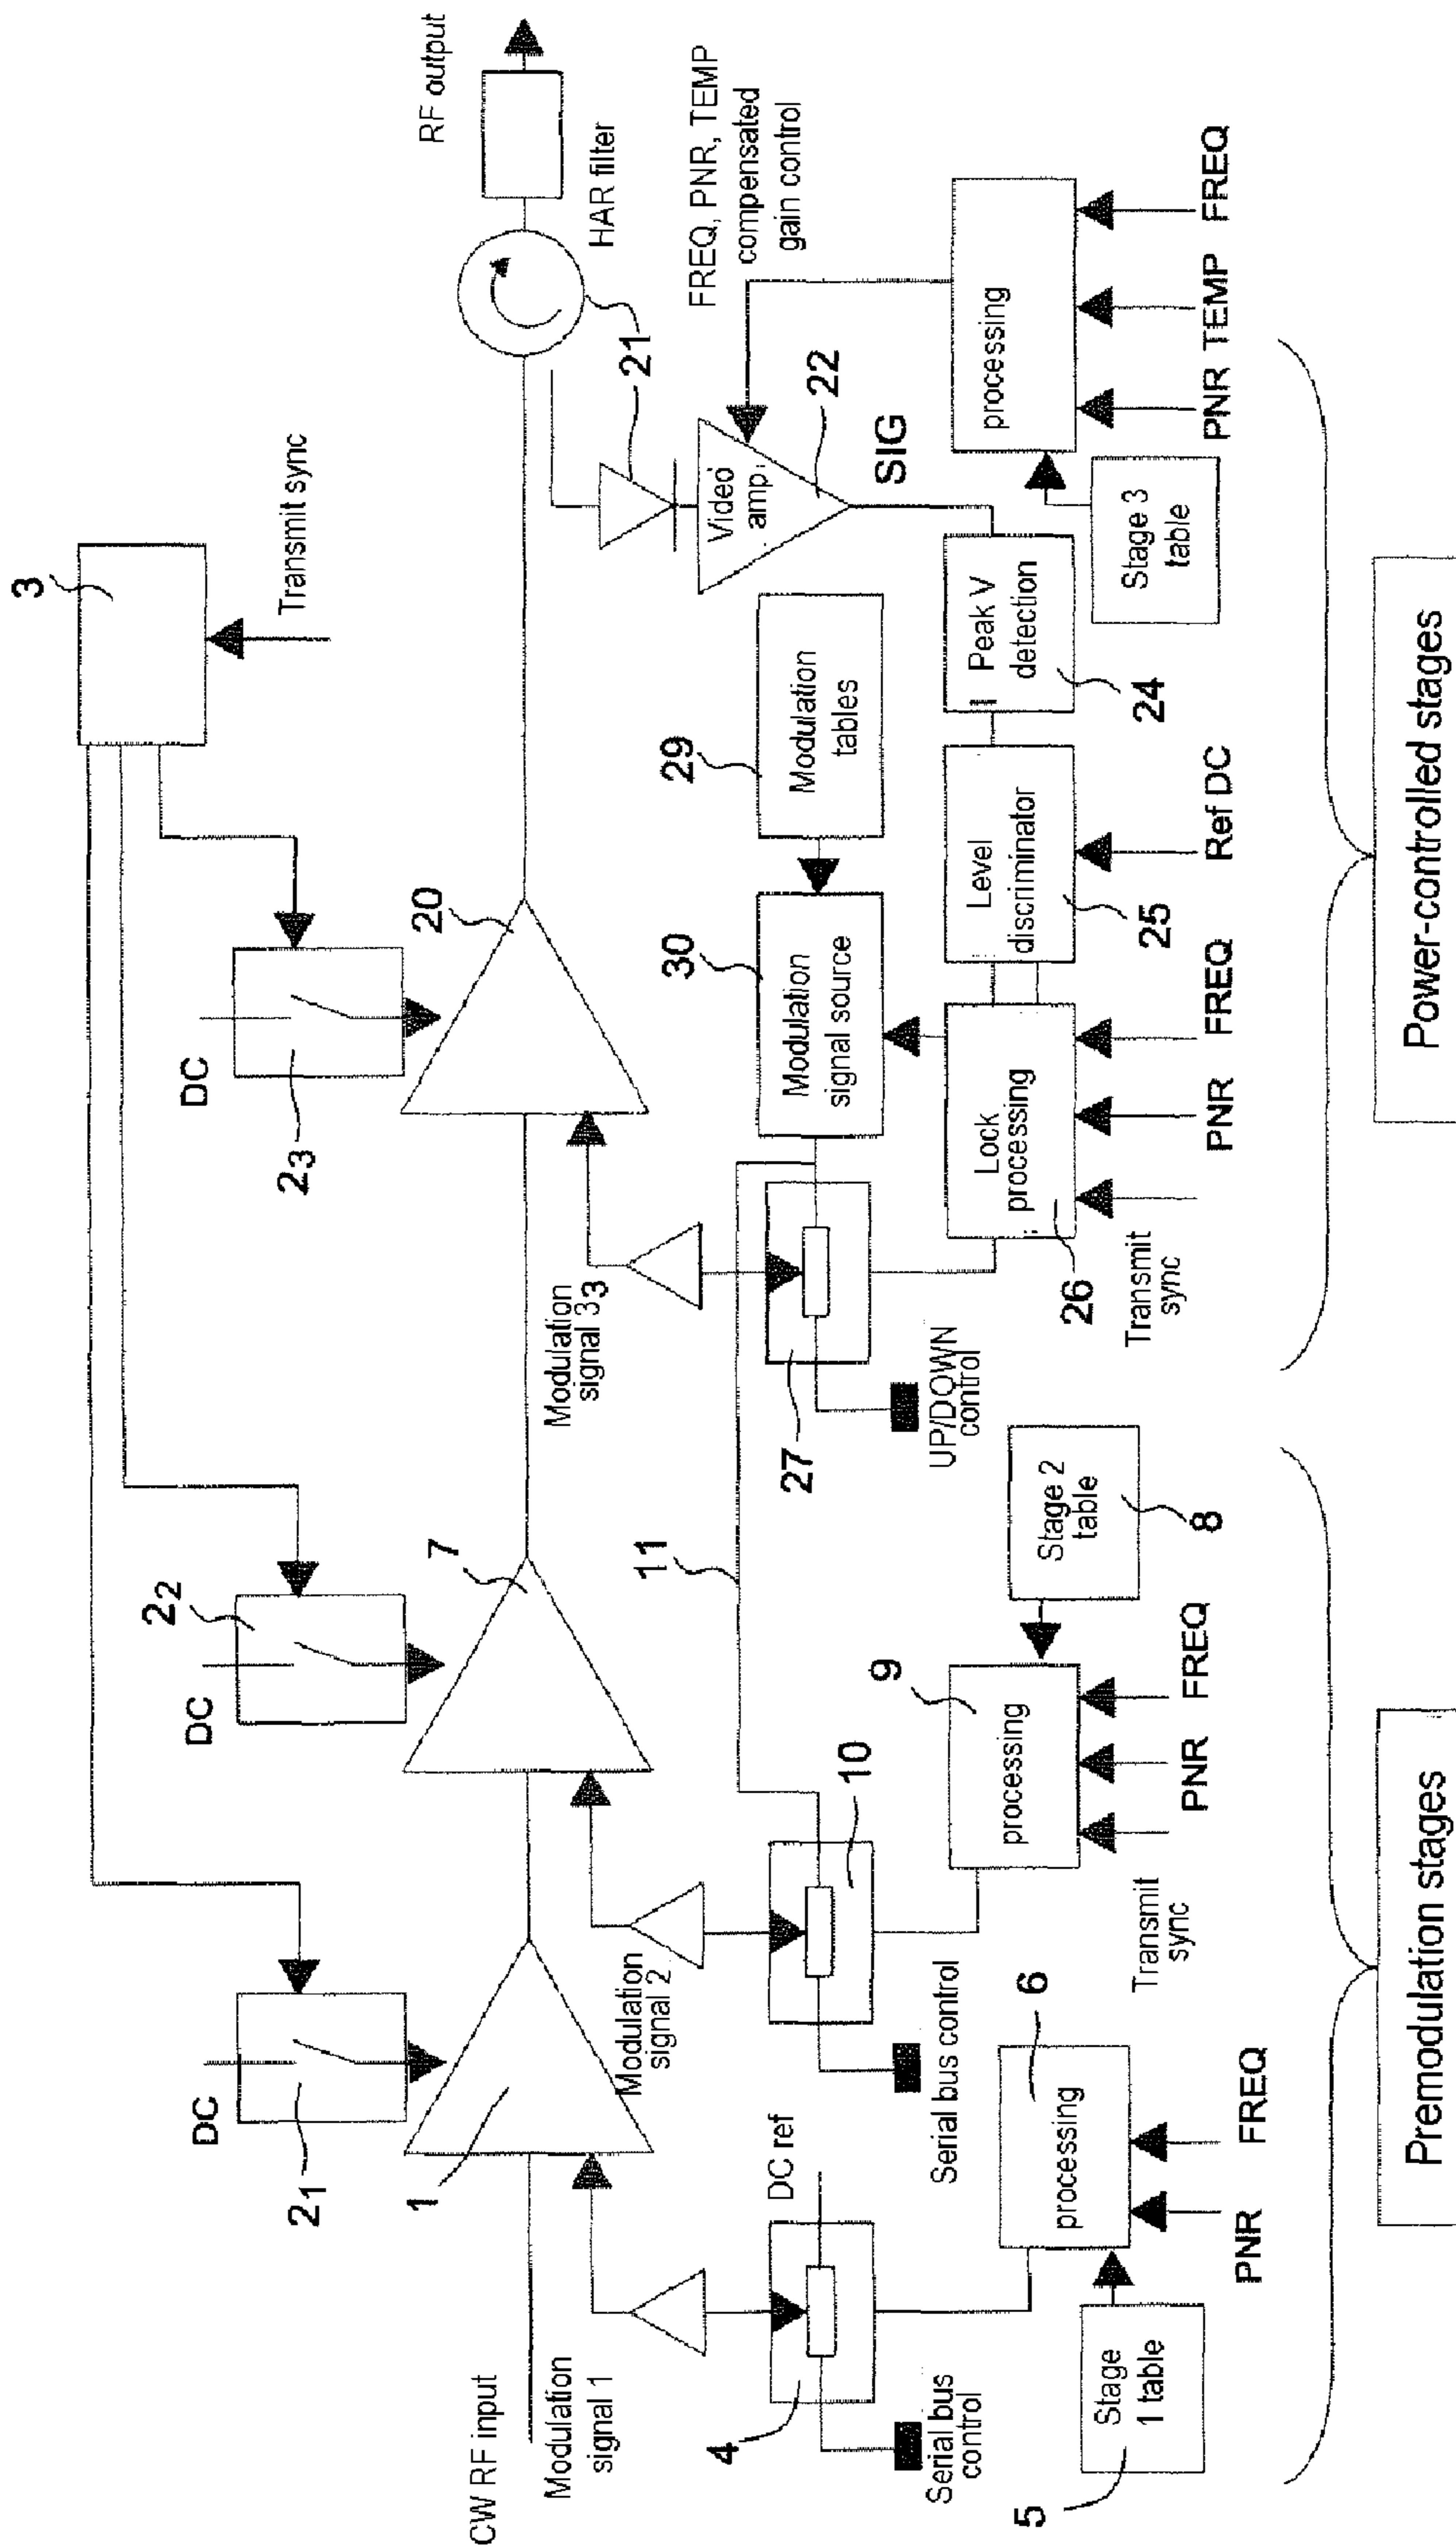 3
Transmit sync
RF output
HAR filter
DC
2₁
DC
2₂
DC
2₃
1
7
20
21
CW RF input
Modulation
signal 1
Modulation
signal 2
Modulation
signal 3₃
FREQ, PNR, TEMP
compensated
gain control
DC ref
4
Serial bus
control
10
Serial bus control
11
27
UP/DOWN
control
30
Modulation
signal source
29
Modulation
tables
Video
amp.
22
SIG
5
Stage
1 table
6
processing
PNR
FREQ
9
processing
Stage 2
table
8
Transmit
sync
PNR
FREQ
Lock
processing
26
Transmit
sync
PNR
FREQ
Level
discriminator
25
Ref DC
Peak V
detection
24
Stage 3
table
processing
PNR
TEMP
FREQ
Premodulation stages
Power-controlled stages